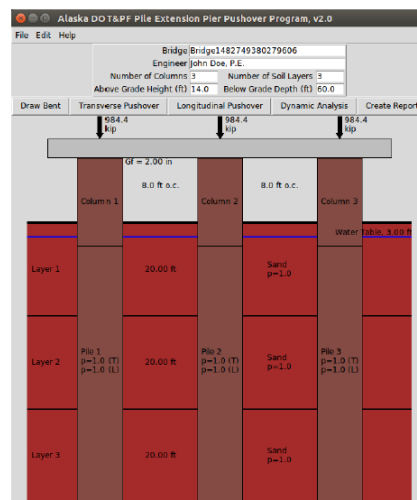 Alaska DOT&PF Pile Extension Pier Pushover Program, v2.0
File Edit Help
Bridge Bridge1482749380279606
Engineer John Doe, P.E.
Number of Columns 3 Number of Soil Layers 3
Above Grade Height (ft) 14.0 Below Grade Depth (ft) 60.0
Draw Bent Transverse Pushover Longitudinal Pushover Dynamic Analysis Create Report
984.4 984.4 984.4
kip kip kip
Gf = 2.00 in
8.0 ft o.c. 8.0 ft o.c.
Column 1 Column 2 Column 3
Water Table, 3.00 ft
Layer 1 20.00 ft Sand
p=1.0
Layer 2 Pile 1 20.00 ft Pile 2 Sand Pile 3
p=1.0 (T) p=1.0 (T) p=1.0 p=1.0 (T)
p=1.0 (L) p=1.0 (L) p=1.0 (L)
Layer 3 20.00 ft Sand
p=1.0